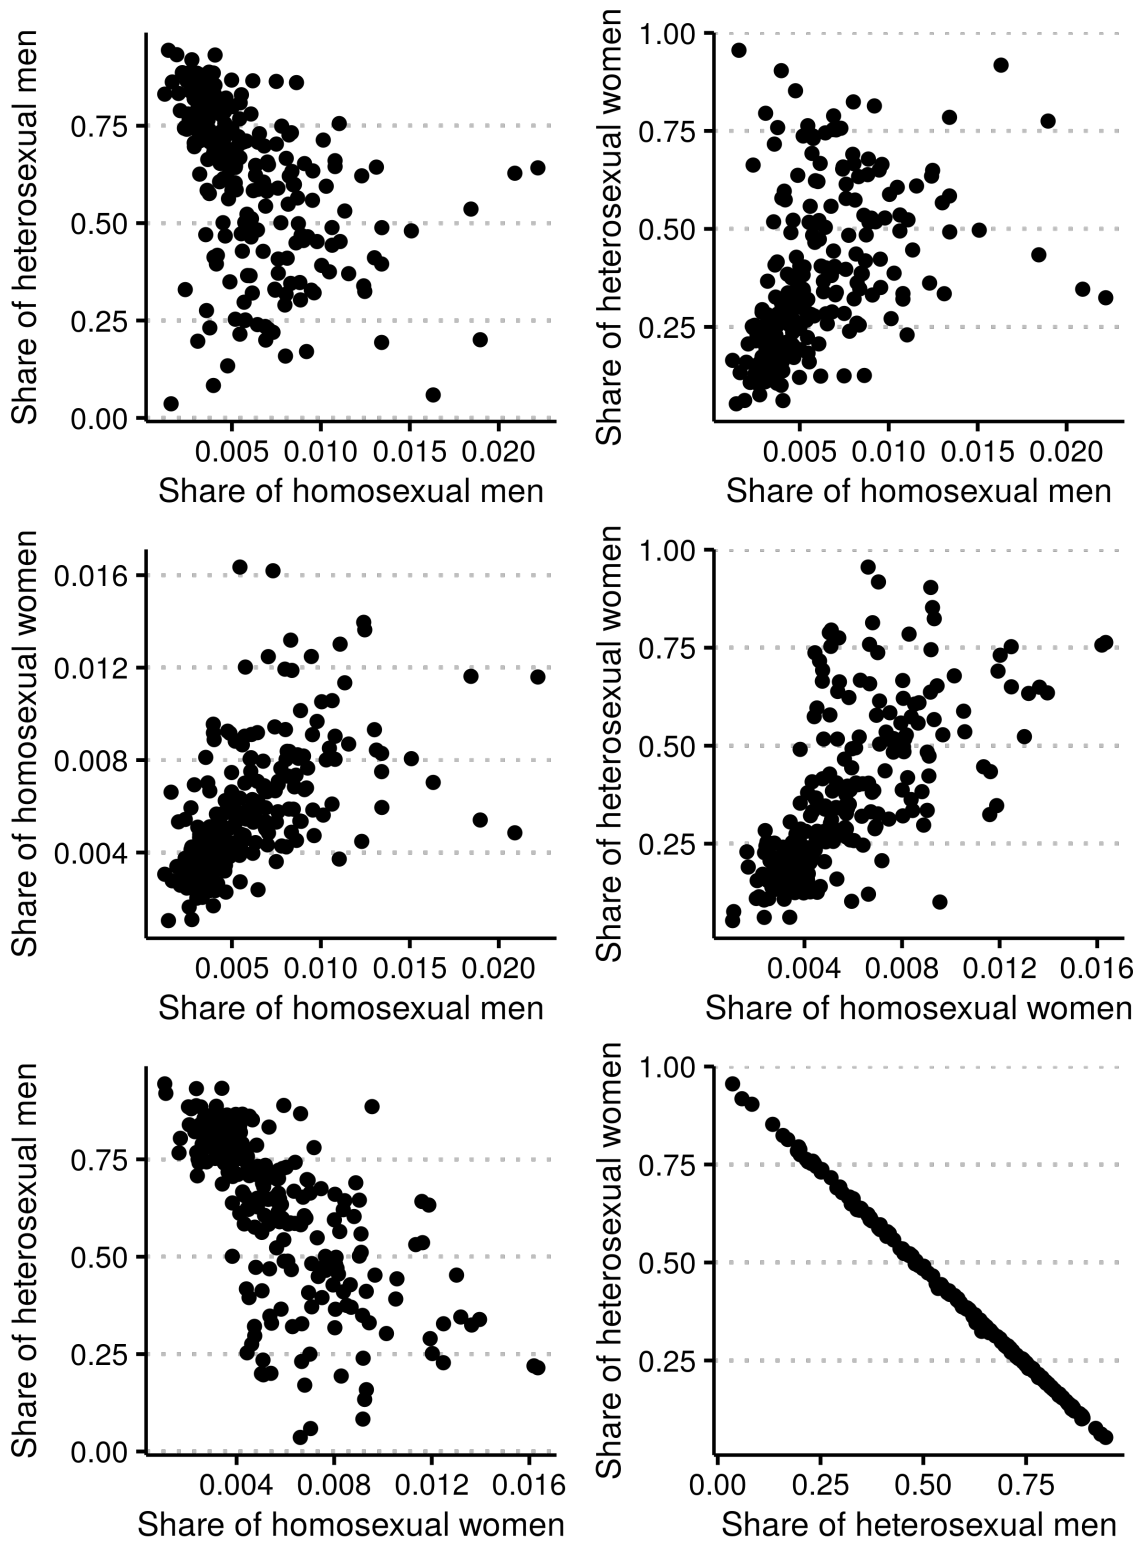 Share of heterosexual men
0.75
0.50
0.25
0.00
0.005 0.010 0.015 0.020
Share of homosexual men
Share of heterosexual women
1.00
0.75
0.50
0.25
0.005 0.010 0.015 0.020
Share of homosexual men
Share of homosexual women
0.016
0.012
0.008
0.004
0.005 0.010 0.015 0.020
Share of homosexual men
Share of heterosexual women
1.00
0.75
0.50
0.25
0.004 0.008 0.012 0.016
Share of homosexual women
Share of heterosexual men
0.75
0.50
0.25
0.00
0.004 0.008 0.012 0.016
Share of homosexual women
Share of heterosexual women
1.00
0.75
0.50
0.25
0.00 0.25 0.50 0.75
Share of heterosexual men